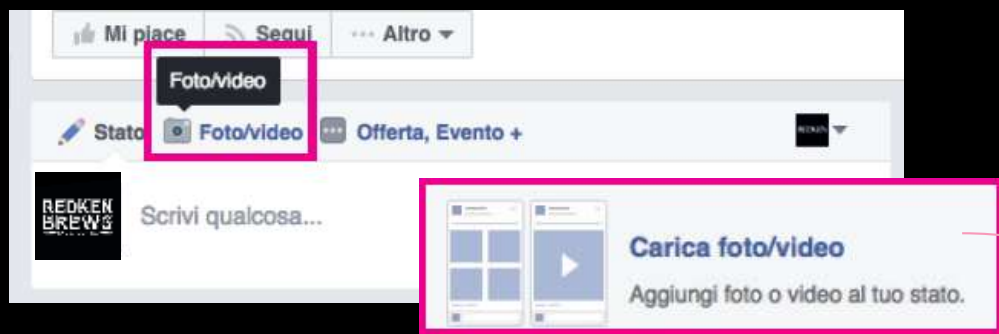 Mi piace Segui Altro
Foto/video
Stato Foto/video Offerta, Evento +
REDKEN
REDKEN
BREWS
Scrivi qualcosa...
Carica foto/video
Aggiungi foto o video al tuo stato.